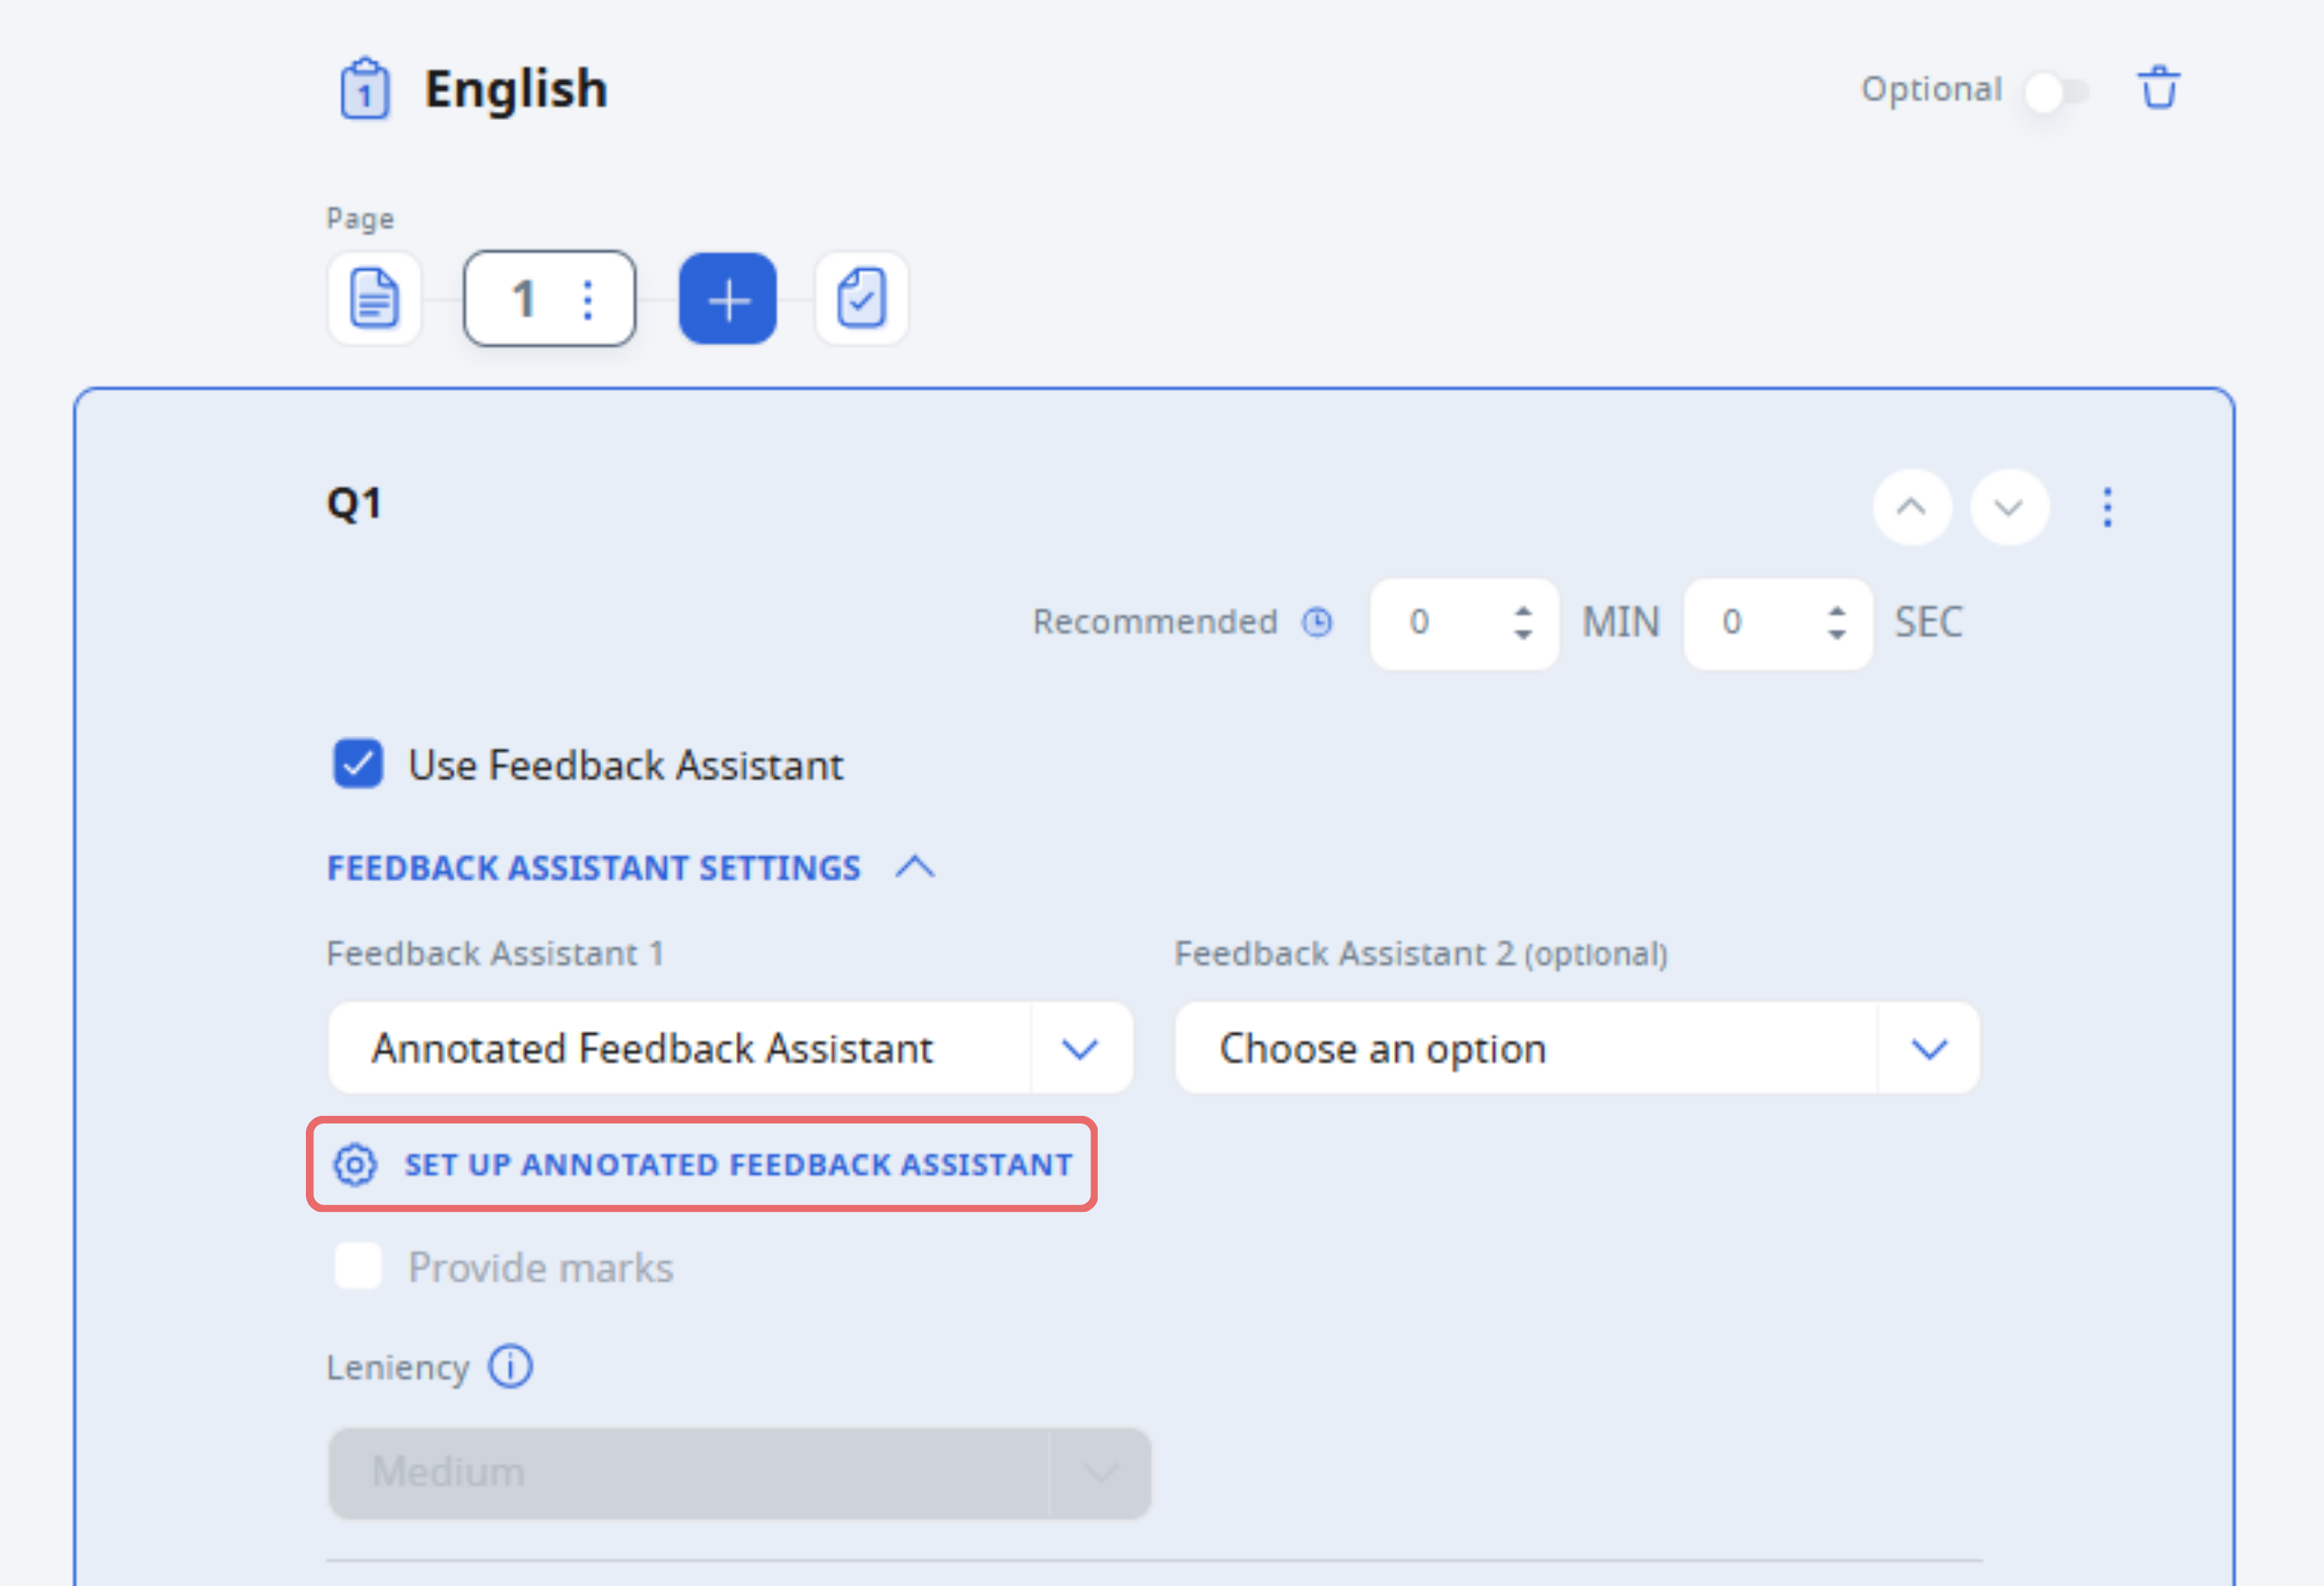 1 English
Optional
Page
1
Q1
Recommended 0 MIN 0 SEC
Use Feedback Assistant
FEEDBACK ASSISTANT SETTINGS
Feedback Assistant 1
Feedback Assistant 2 (optional)
Annotated Feedback Assistant
Choose an option
SET UP ANNOTATED FEEDBACK ASSISTANT
Provide marks
Leniency
Medium